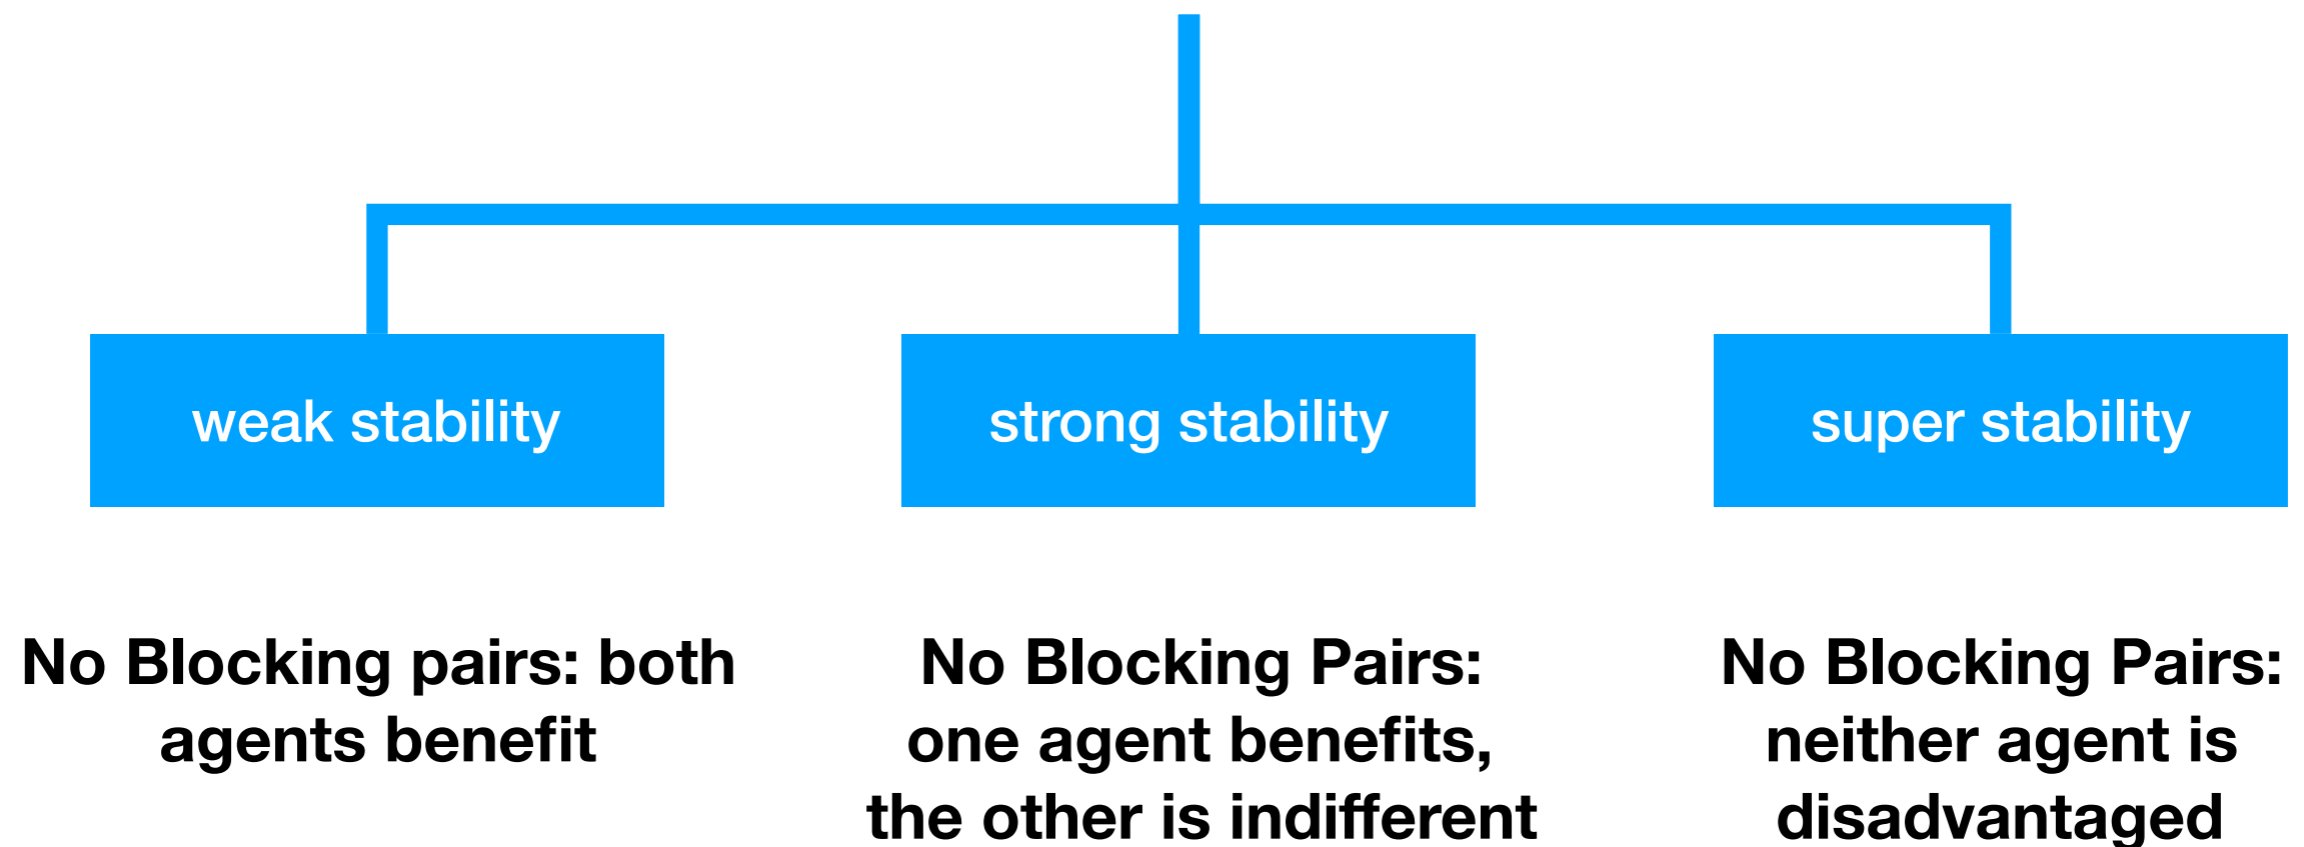 weak stability
strong stability
super stability
No Blocking pairs: both
agents benefit
No Blocking Pairs:
one agent benefits,
the other is indifferent
No Blocking Pairs:
neither agent is
disadvantaged